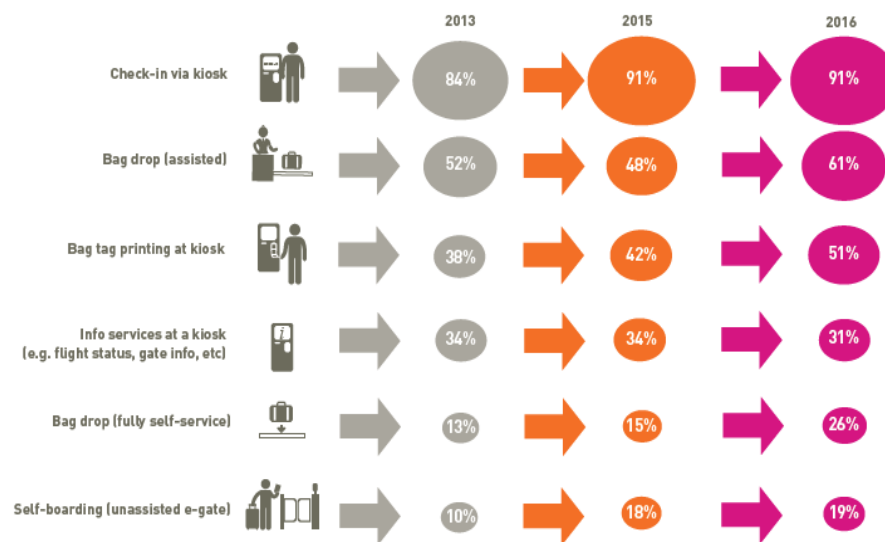 2013 2015 2016
Check-in via kiosk 84% 91% 91%
Bag drop (assisted) 52% 48% 61%
Bag tag printing at kiosk 38% 42% 51%
Info services at a kiosk
(e.g. flight status, gate info, etc) 34% 34% 31%
Bag drop (fully self-service) 13% 15% 26%
Self-boarding (unassisted e-gate) 10% 18% 19%